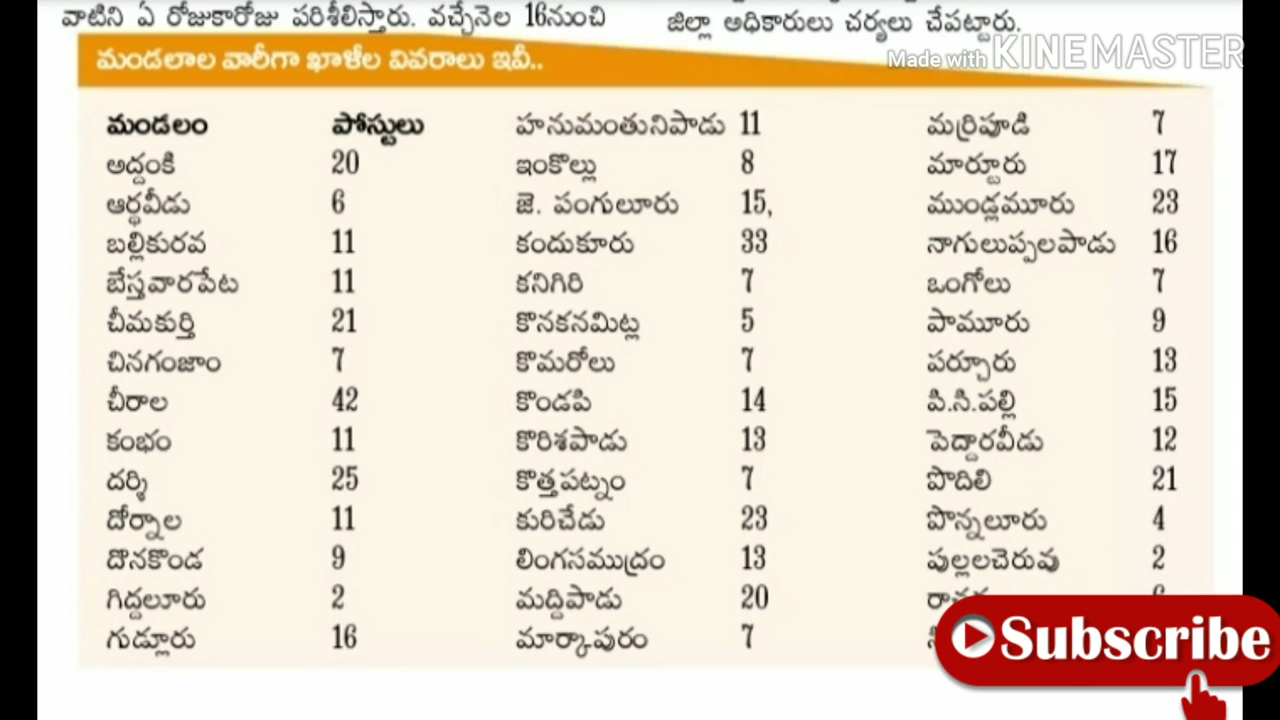 వాటిని ఏ రోజుకారోజు పరిశీలిస్తారు. వచ్చేనెల 16నుంచి
జిల్లా అధికారులు చర్యలు చేపట్టారు.
Made with KINEMASTER
మండలాల వారీగా ఖాళీల వివరాలు ఇవీ..
మండలం పోస్టులు హనుమంతునిపాడు 11 మర్రిపూడి 7
అద్దంకి 20 ఇంకొల్లు 8 మార్టూరు 17
ఆర్ధవీడు 6 జె. పంగులూరు 15, ముండ్లమూరు 23
బల్లికురవ 11 కందుకూరు 33 నాగులుప్పలపాడు 16
బేస్తవారపేట 11 కనిగిరి 7 ఒంగోలు 7
చీమకుర్తి 21 కొనకనమిట్ల 5 పామూరు 9
చినగంజాం 7 కొమరోలు 7 పర్చూరు 13
చీరాల 42 కొండపి 14 పి.సి.పల్లి 15
కంభం 11 కొరిశపాడు 13 పెద్దారవీడు 12
దర్శి 25 కొత్తపట్నం 7 పొదిలి 21
దోర్నాల 11 కురిచేడు 23 పొన్నలూరు 4
దొనకొండ 9 లింగసముద్రం 13 పుల్లలచెరువు 2
గిద్దలూరు 2 మద్దిపాడు 20
గుడ్లూరు 16 మార్కాపురం 7
Subscribe